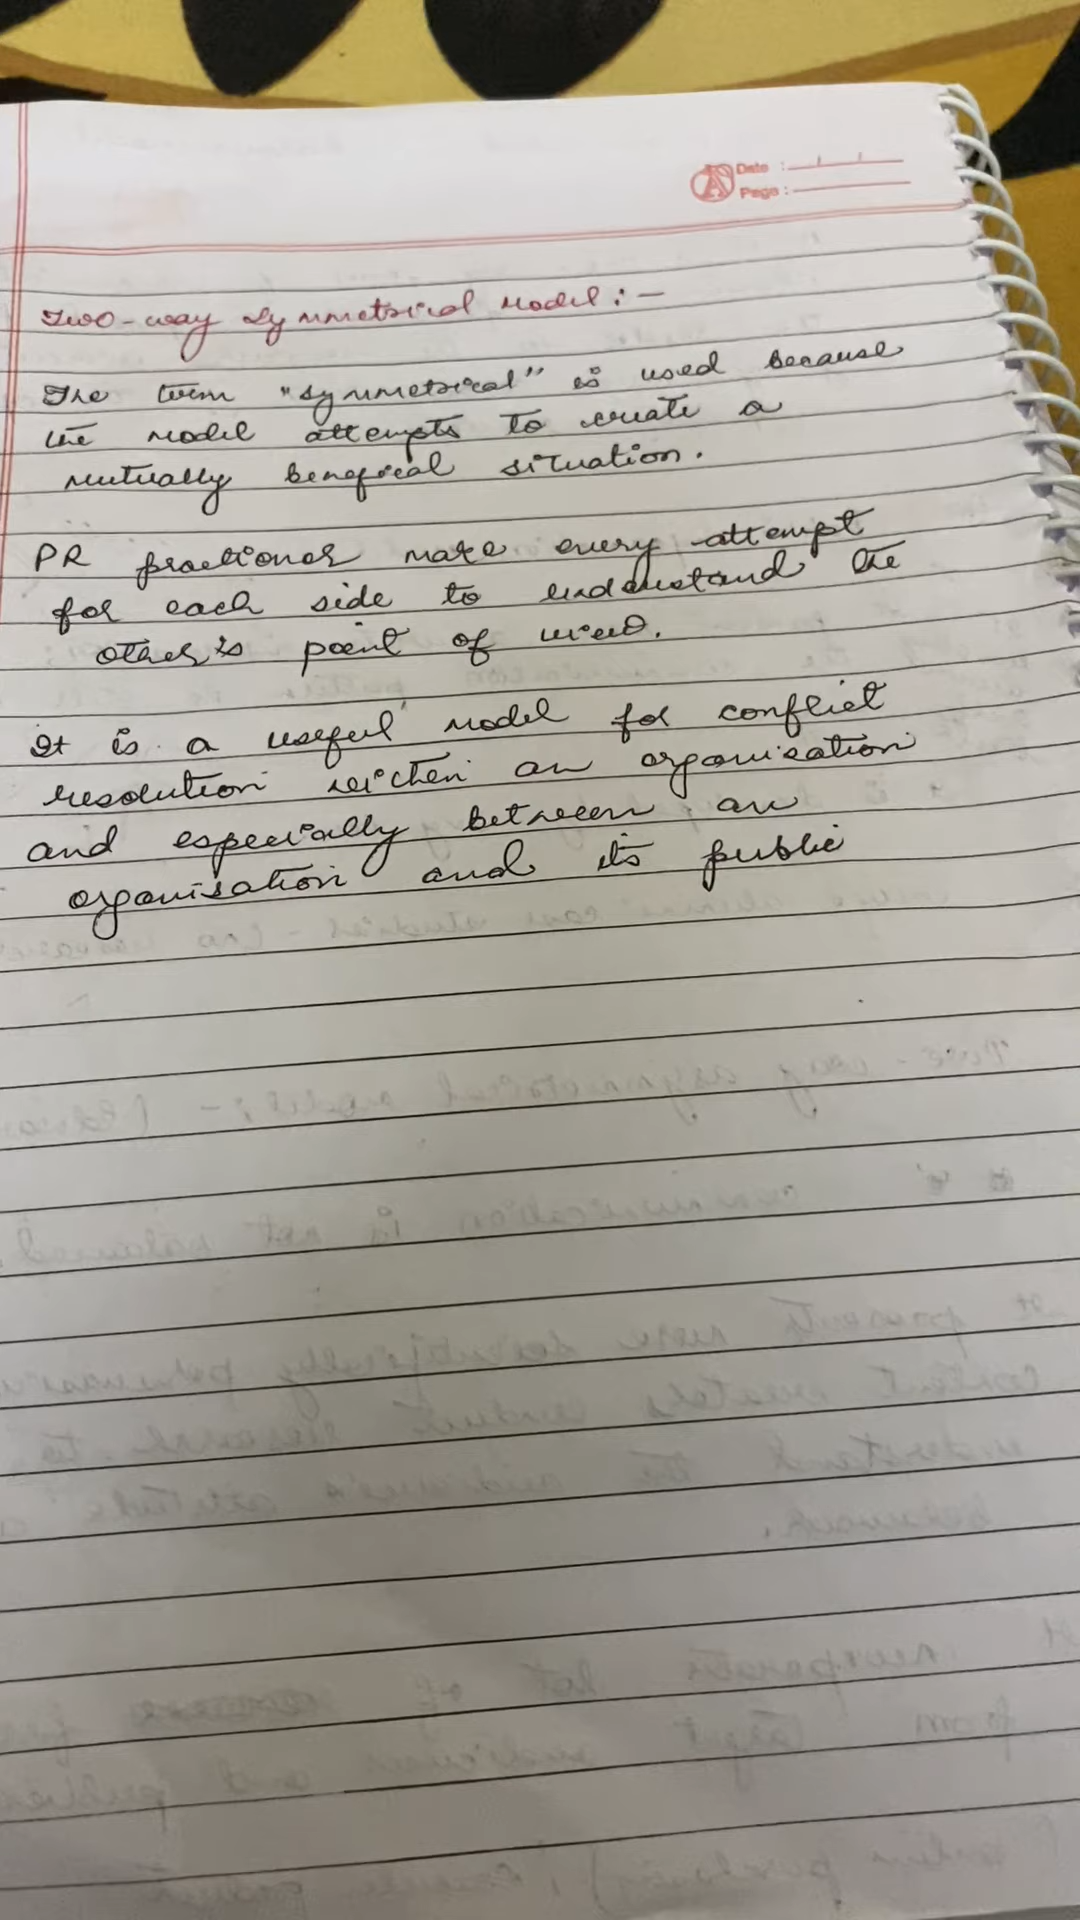 Date :
Page :
Two-way Symmetrical Model : -
The term "symmetrical" is used because
the model attempts to create a
mutually benefical situation.
PR practioner make every attempt
for each side to understand the
other's point of view.
It is a useful model for conflict
resolution within an organisation
and especially between an
organisation and its public